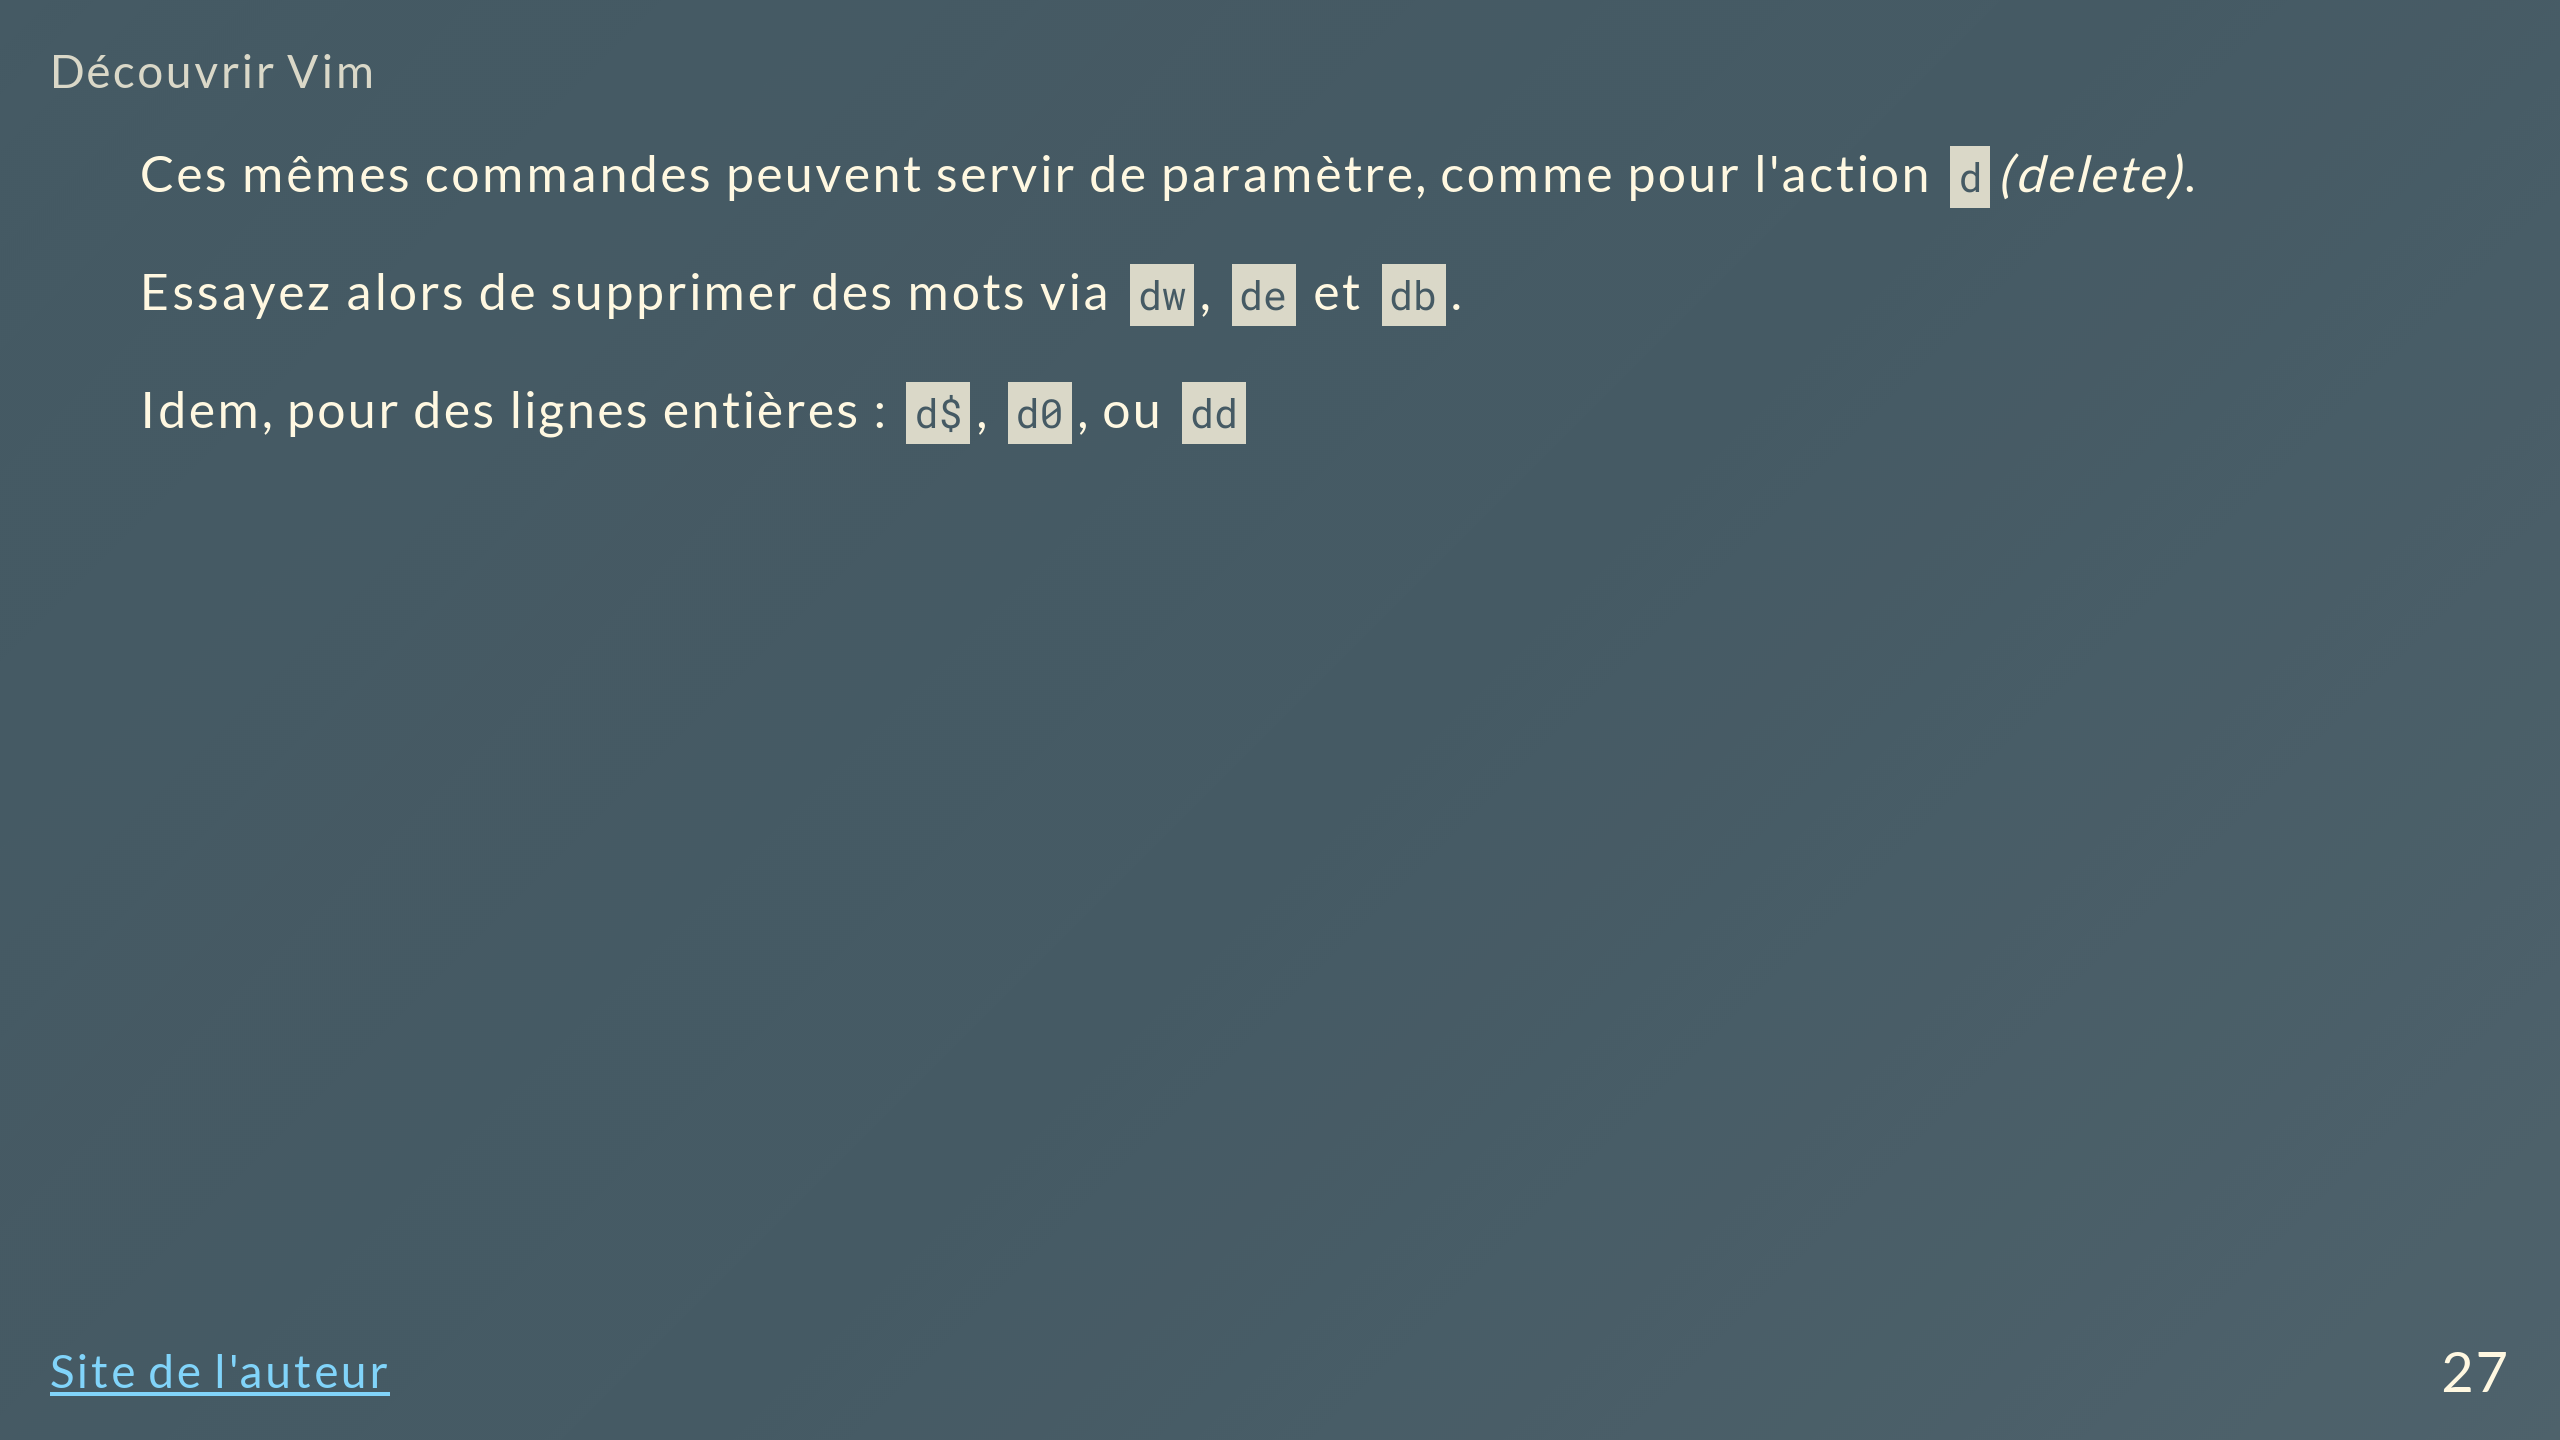 Découvrir Vim
Ces mêmes commandes peuvent servir de paramètre, comme pour l'action d (delete).
Essayez alors de supprimer des mots via dw, de et db.
Idem, pour des lignes entières : d$, d0, ou dd
Site de l'auteur
27